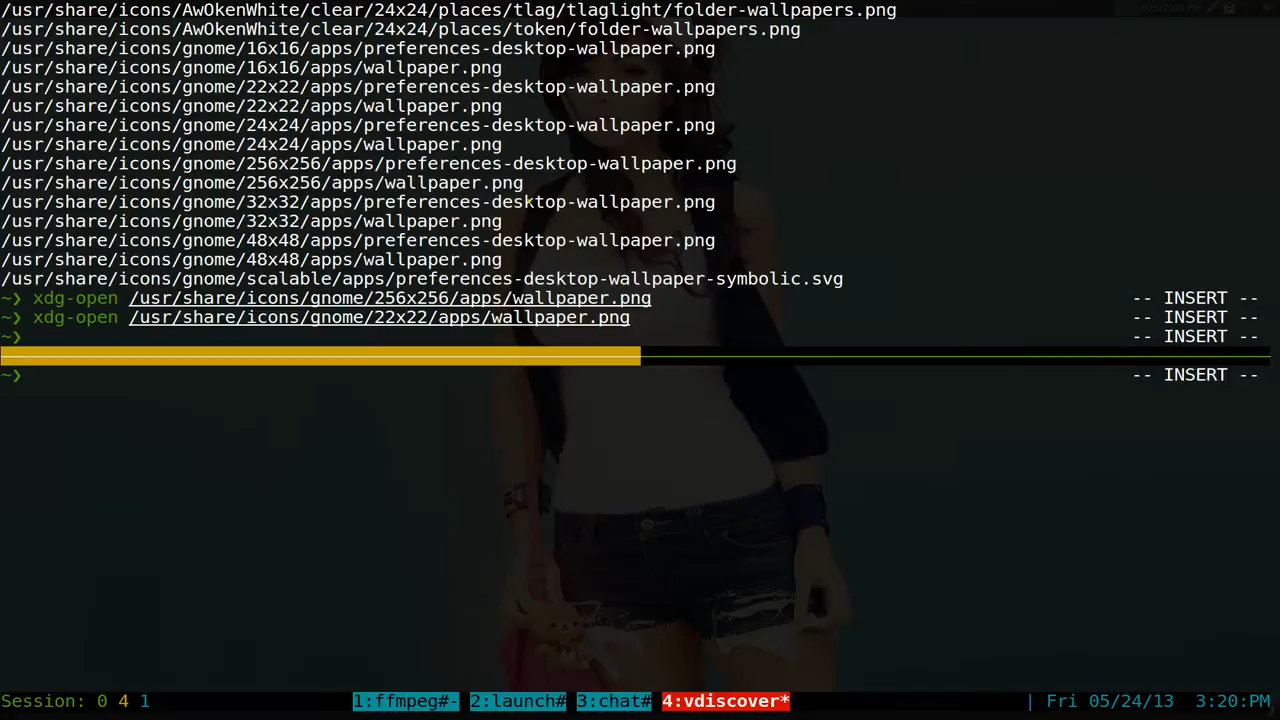 /usr/share/icons/AwOkenWhite/clear/24x24/places/tlag/tlaglight/folder-wallpapers.png
/usr/share/icons/AwOkenWhite/clear/24x24/places/token/folder-wallpapers.png
/usr/share/icons/gnome/16x16/apps/preferences-desktop-wallpaper.png
/usr/share/icons/gnome/16x16/apps/wallpaper.png
/usr/share/icons/gnome/22x22/apps/preferences-desktop-wallpaper.png
/usr/share/icons/gnome/22x22/apps/wallpaper.png
/usr/share/icons/gnome/24x24/apps/preferences-desktop-wallpaper.png
/usr/share/icons/gnome/24x24/apps/wallpaper.png
/usr/share/icons/gnome/256x256/apps/preferences-desktop-wallpaper.png
/usr/share/icons/gnome/256x256/apps/wallpaper.png
/usr/share/icons/gnome/32x32/apps/preferences-desktop-wallpaper.png
/usr/share/icons/gnome/32x32/apps/wallpaper.png
/usr/share/icons/gnome/48x48/apps/preferences-desktop-wallpaper.png
/usr/share/icons/gnome/48x48/apps/wallpaper.png
/usr/share/icons/gnome/scalable/apps/preferences-desktop-wallpaper-symbolic.svg
~❯ xdg-open /usr/share/icons/gnome/256x256/apps/wallpaper.png -- INSERT --
~❯ xdg-open /usr/share/icons/gnome/22x22/apps/wallpaper.png -- INSERT --
~❯ -- INSERT --
~❯ -- INSERT --
Session: 0 4 1 1:ffmpeg#- 2:launch# 3:chat# 4:vdiscover* | Fri 05/24/13 3:20:PM